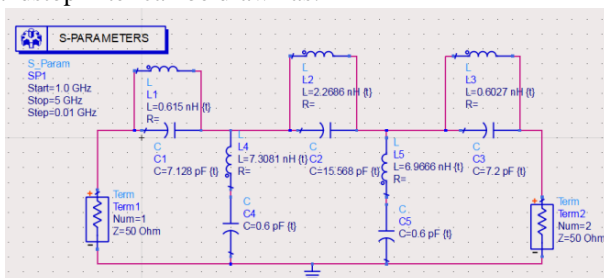 S-PARAMETERS
S_Param
SP1
Start=1.0 GHz
Stop=5 GHz
Step=0.01 GHz
L
L1
L=0.615 nH {t}
R=
C
C1
C=7.128 pF {t}
L
L2
L=2.2686 nH {t}
R=
C
C2
C=15.568 pF {t}
L
L3
L=0.6027 nH {t}
R=
C
C3
C=7.2 pF {t}
L
L4
L=7.3081 nH {t}
R=
C
C4
C=0.6 pF {t}
L
L5
L=6.9666 nH {t}
R=
C
C5
C=0.6 pF {t}
Term
Term1
Num=1
Z=50 Ohm
Term
Term2
Num=2
Z=50 Ohm